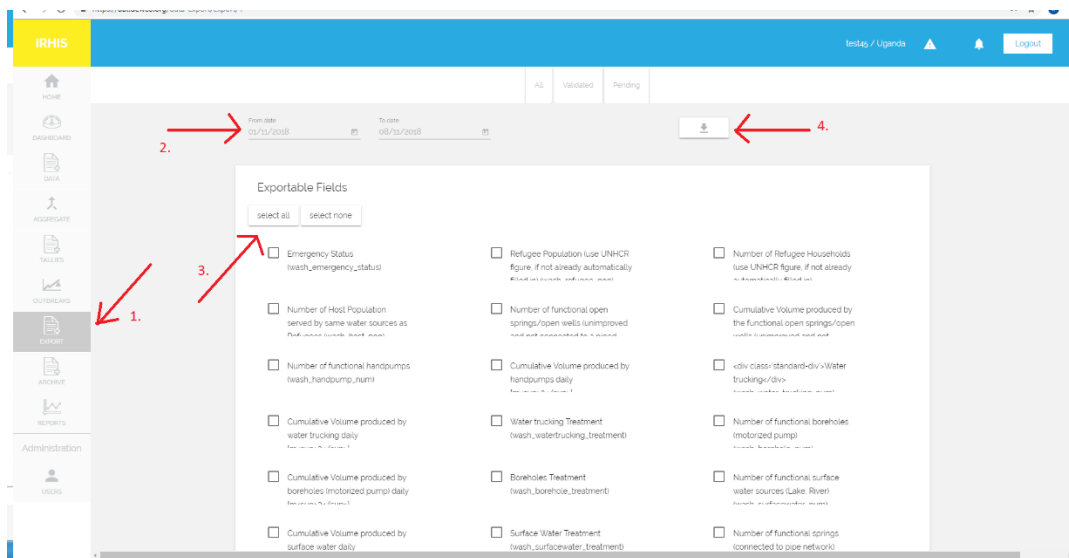 iRHIS
test45 / Uganda
Logout
HOME
DASHBOARD
DATA
AGGREGATE
TALLIES
OUTBREAKS
EXPORT
ARCHIVE
REPORTS
Administration
USERS
All Validated Pending
From date
01/11/2018
To date
08/11/2018
2.
4.
Exportable Fields
select all select none
3.
1.
Emergency Status
(wash_emergency_status)
Refugee Population (use UNHCR
figure, if not already automatically
Number of Refugee Households
(use UNHCR figure, if not already
Number of Host Population
served by same water sources as
Number of functional open
springs/open wells (unimproved
Cumulative Volume produced by
the functional open springs/open
Number of functional handpumps
(wash_handpump_num)
Cumulative Volume produced by
handpumps daily
<div class='standard-div'>Water
trucking</div>
Cumulative Volume produced by
water trucking daily
Water trucking Treatment
(wash_watertrucking_treatment)
Number of functional boreholes
(motorized pump)
Cumulative Volume produced by
boreholes (motorized pump) daily
Boreholes Treatment
(wash_borehole_treatment)
Number of functional surface
water sources (Lake, River)
Cumulative Volume produced by
surface water daily
Surface Water Treatment
(wash_surfacewater_treatment)
Number of functional springs
(connected to pipe network)